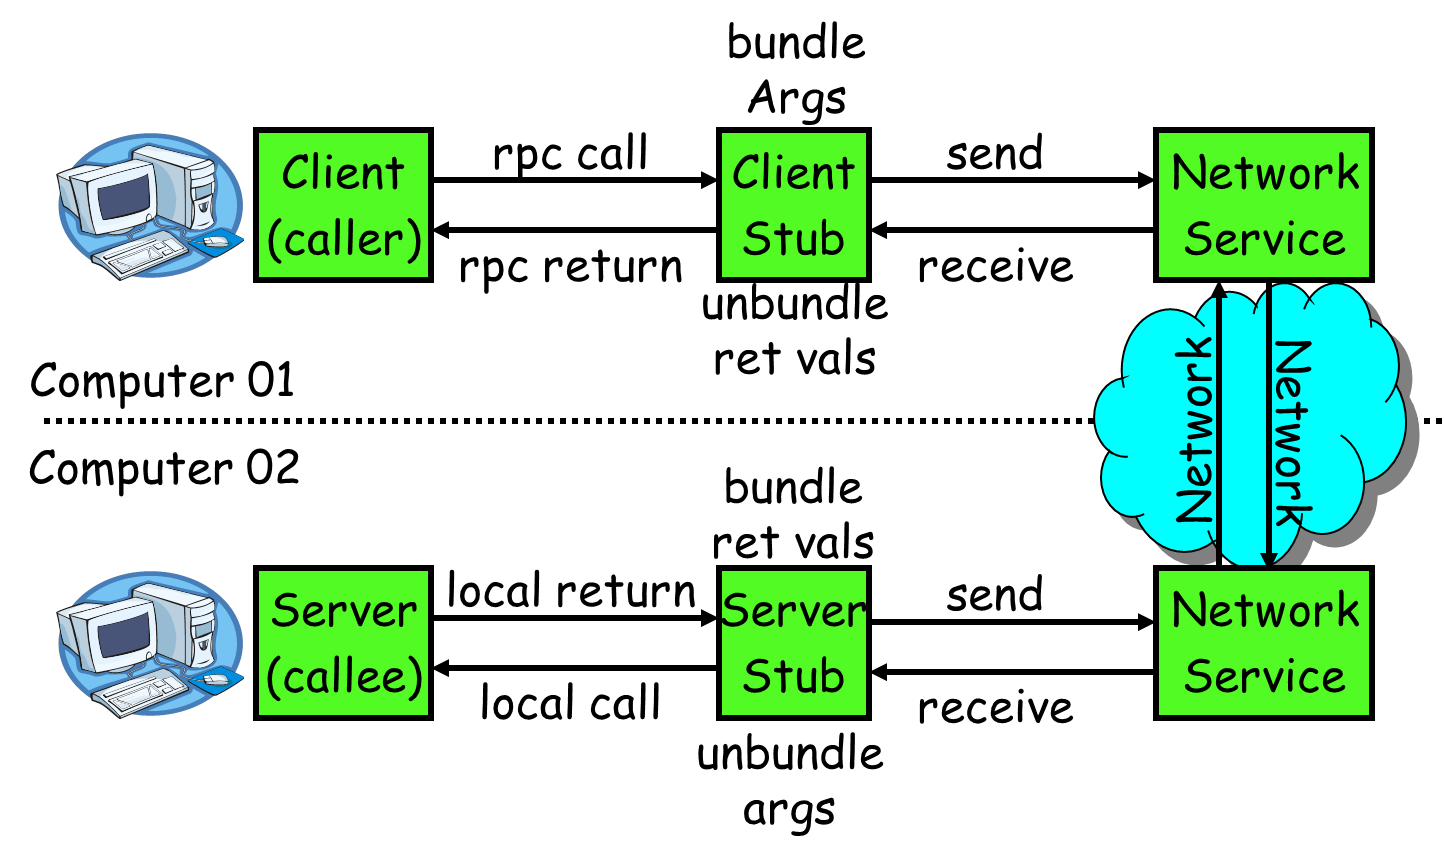 bundle
Args
Client
(caller)
rpc call
rpc return
Client
Stub
send
receive
Network
Service
unbundle
ret vals
Computer 01
Network
Network
Computer 02
bundle
ret vals
Server
(callee)
local return
local call
Server
Stub
send
receive
Network
Service
unbundle
args